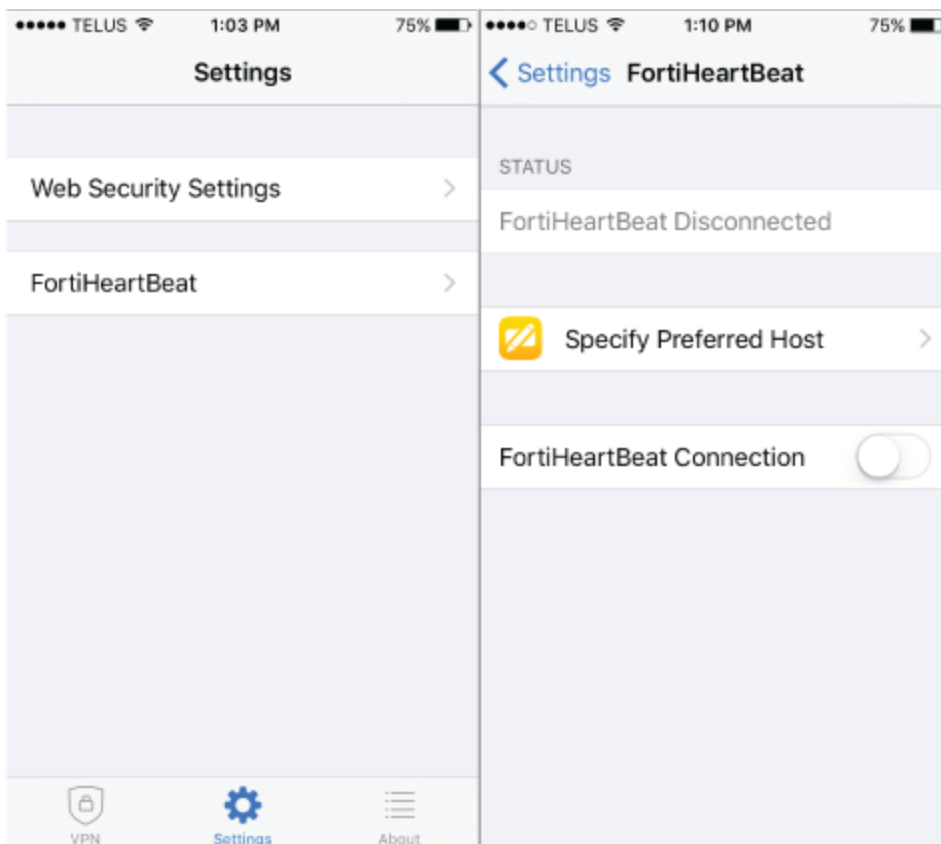 TELUS 1:03 PM 75%
Settings
Web Security Settings
FortiHeartBeat
VPN Settings About
TELUS 1:10 PM 75%
Settings FortiHeartBeat
STATUS
FortiHeartBeat Disconnected
Specify Preferred Host
FortiHeartBeat Connection